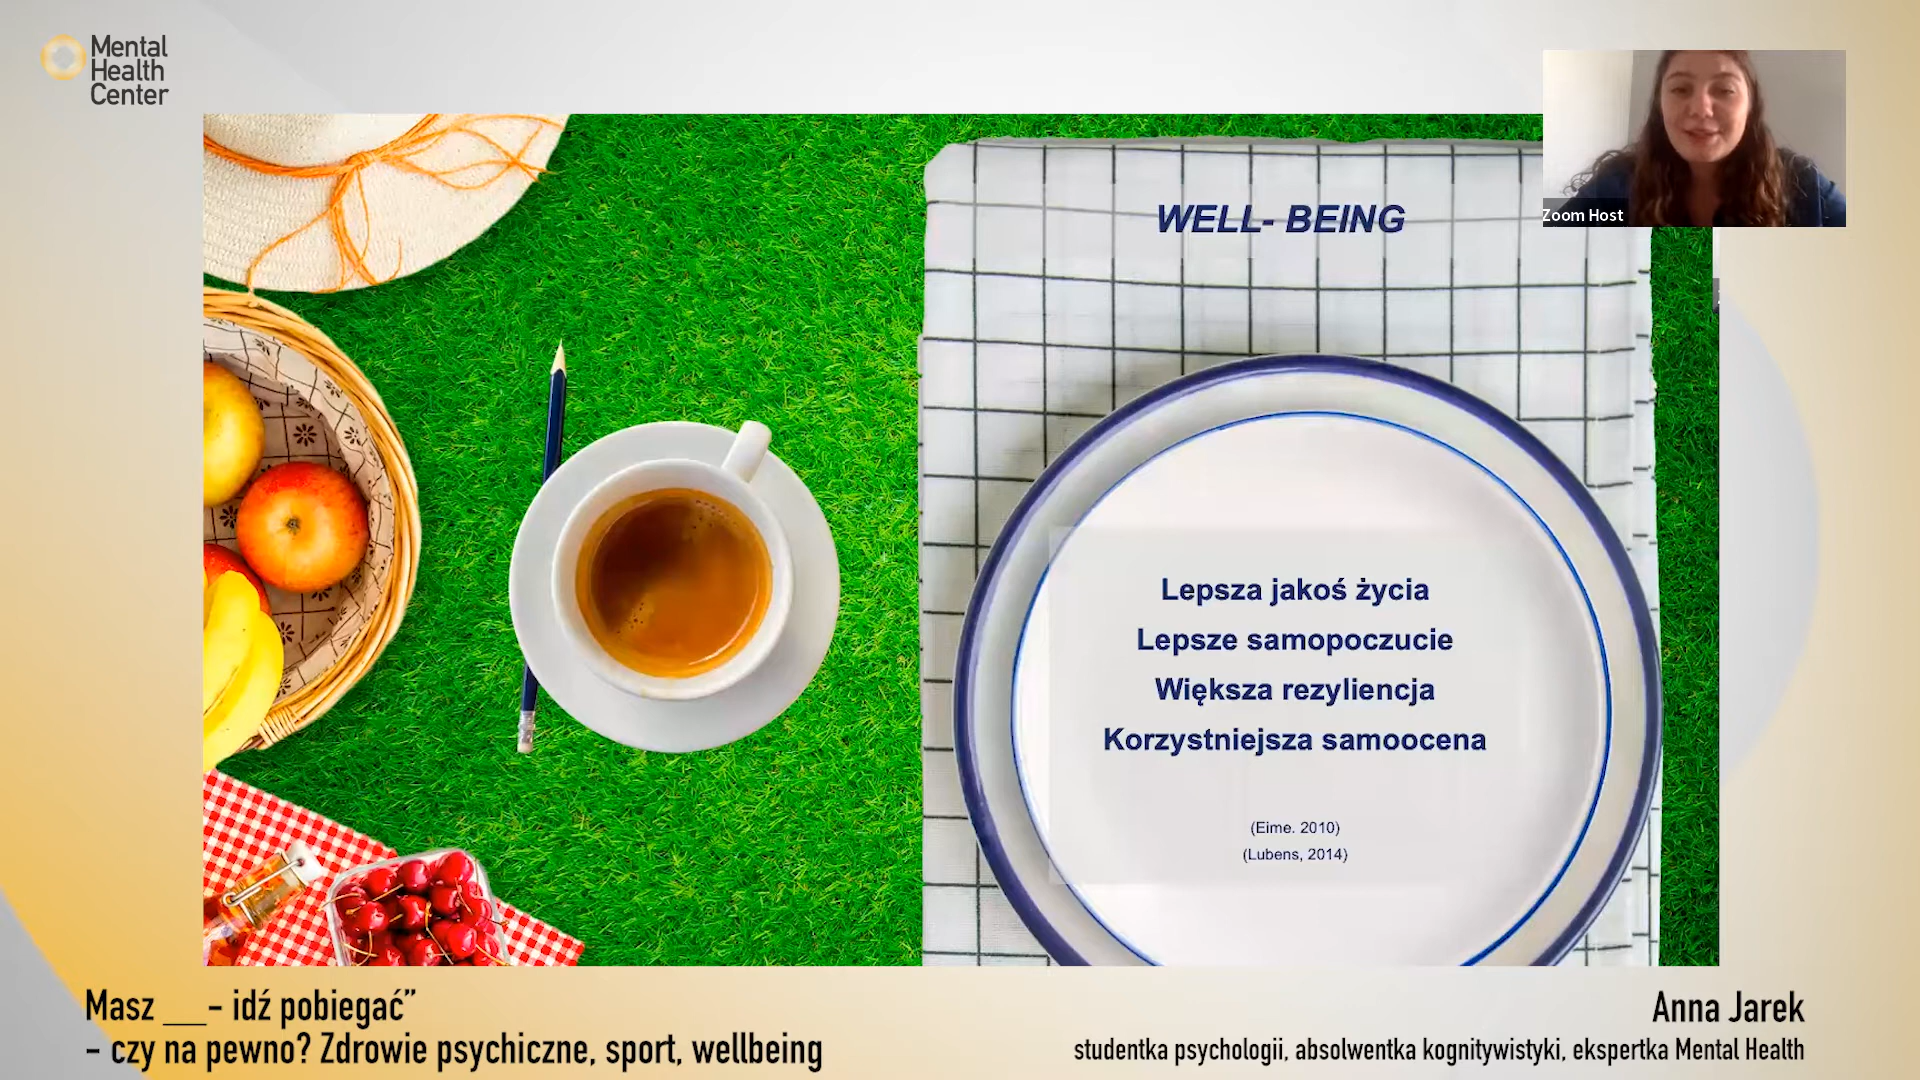 Mental
Health
Center
Zoom Host
WELL- BEING
Lepsza jakoś życia
Lepsze samopoczucie
Większa rezyliencja
Korzystniejsza samoocena
(Eime. 2010)
(Lubens, 2014)
Masz __- idź pobiegać”
- czy na pewno? Zdrowie psychiczne, sport, wellbeing
Anna Jarek
studentka psychologii, absolwentka kognitywistyki, ekspertka Mental Health